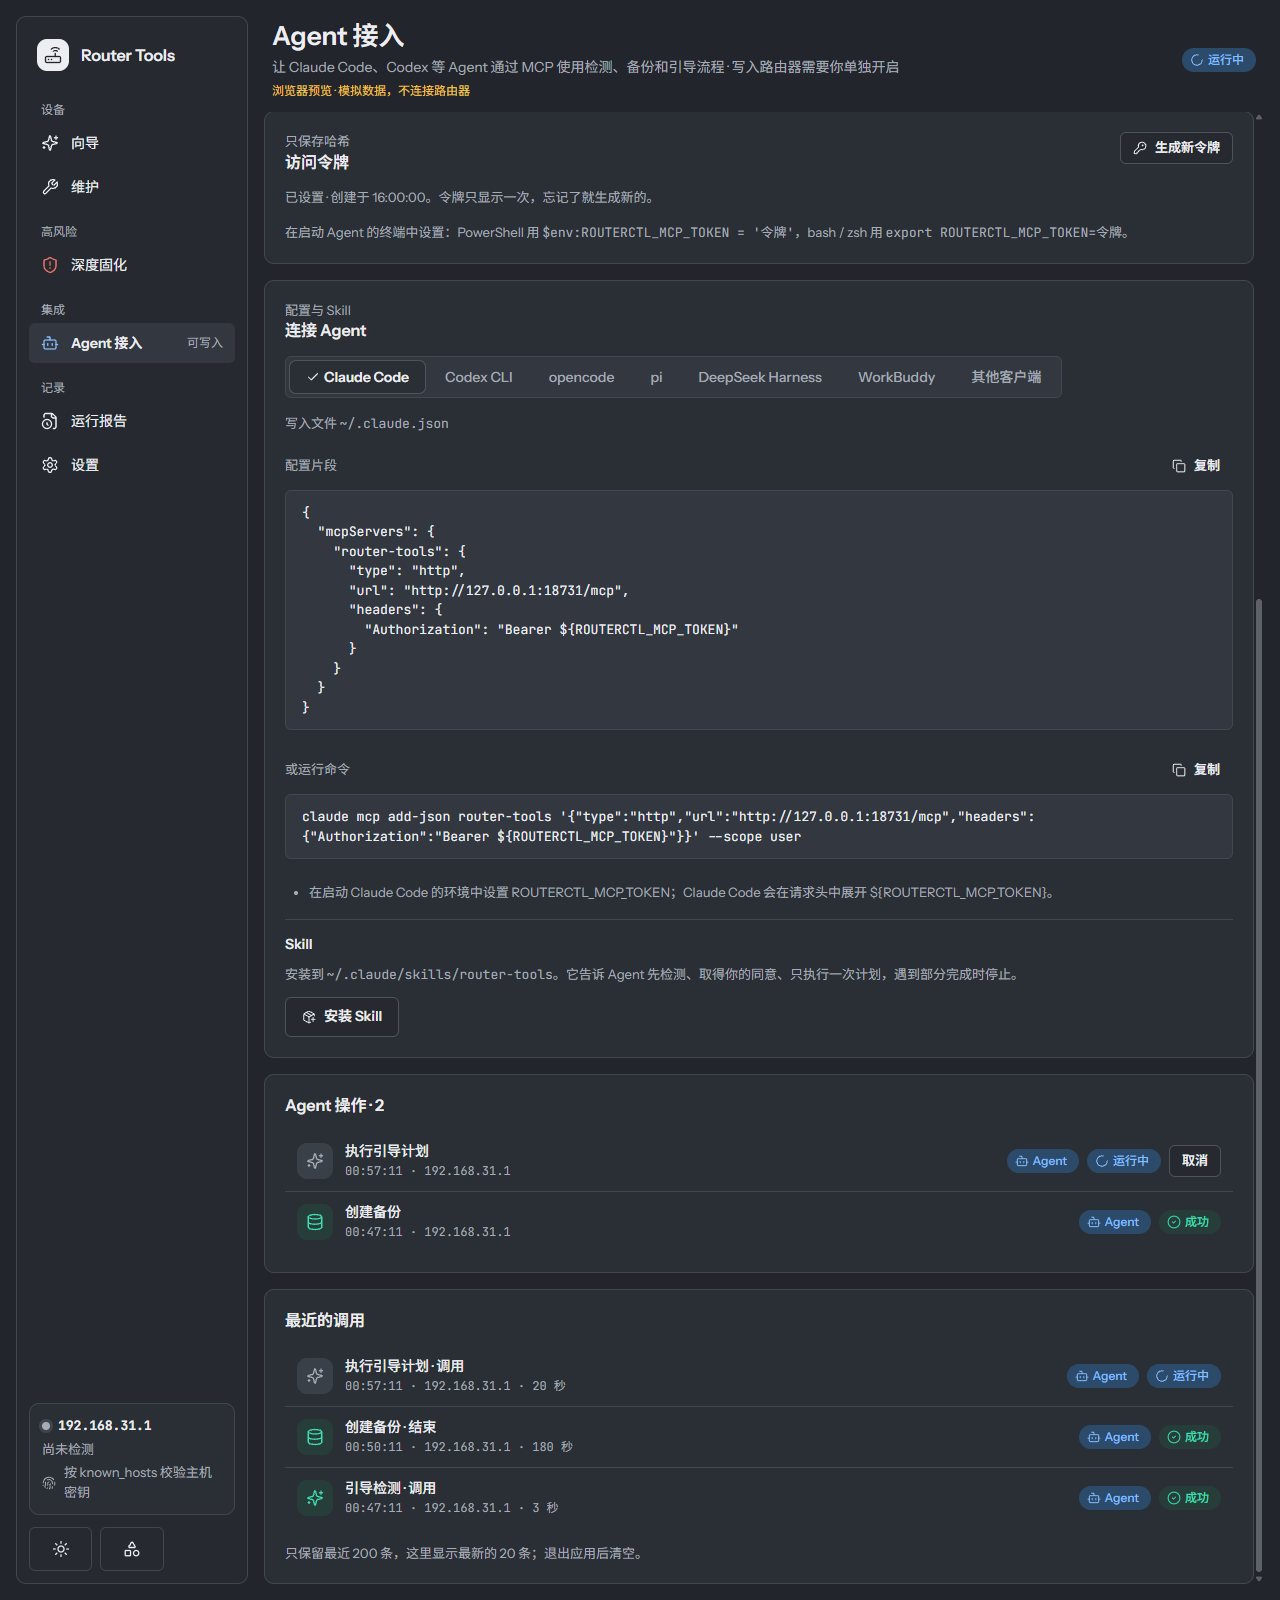 Router Tools
设备
向导
维护
高风险
深度固化
集成
Agent 接入
可写入
记录
运行报告
设置
192.168.31.1
尚未检测
按 known_hosts 校验主机
密钥
Agent 接入
让 Claude Code、Codex 等 Agent 通过 MCP 使用检测、备份和引导流程 · 写入路由器需要你单独开启
浏览器预览 · 模拟数据，不连接路由器
运行中
只保存哈希
访问令牌
生成新令牌
已设置 · 创建于 16:00:00。令牌只显示一次，忘记了就生成新的。
在启动 Agent 的终端中设置：PowerShell 用 $env:ROUTERCTL_MCP_TOKEN = '令牌'，bash / zsh 用 export ROUTERCTL_MCP_TOKEN=令牌。
配置与 Skill
连接 Agent
Claude Code
Codex CLI
opencode
pi
DeepSeek Harness
WorkBuddy
其他客户端
写入文件 ~/.claude.json
配置片段
复制
{
"mcpServers": {
"router-tools": {
"type": "http",
"url": "http://127.0.0.1:18731/mcp",
"headers": {
"Authorization": "Bearer ${ROUTERCTL_MCP_TOKEN}"
}
}
}
}
或运行命令
复制
claude mcp add-json router-tools '{"type":"http","url":"http://127.0.0.1:18731/mcp","headers":
{"Authorization":"Bearer ${ROUTERCTL_MCP_TOKEN}"}}' --scope user
• 在启动 Claude Code 的环境中设置 ROUTERCTL_MCP_TOKEN；Claude Code 会在请求头中展开 ${ROUTERCTL_MCP_TOKEN}。
Skill
安装到 ~/.claude/skills/router-tools。它告诉 Agent 先检测、取得你的同意、只执行一次计划，遇到部分完成时停止。
安装 Skill
Agent 操作 · 2
执行引导计划
00:57:11 · 192.168.31.1
Agent
运行中
取消
创建备份
00:47:11 · 192.168.31.1
Agent
成功
最近的调用
执行引导计划 · 调用
00:57:11 · 192.168.31.1 · 20 秒
Agent
运行中
创建备份 · 结束
00:50:11 · 192.168.31.1 · 180 秒
Agent
成功
引导检测 · 调用
00:47:11 · 192.168.31.1 · 3 秒
Agent
成功
只保留最近 200 条，这里显示最新的 20 条；退出应用后清空。